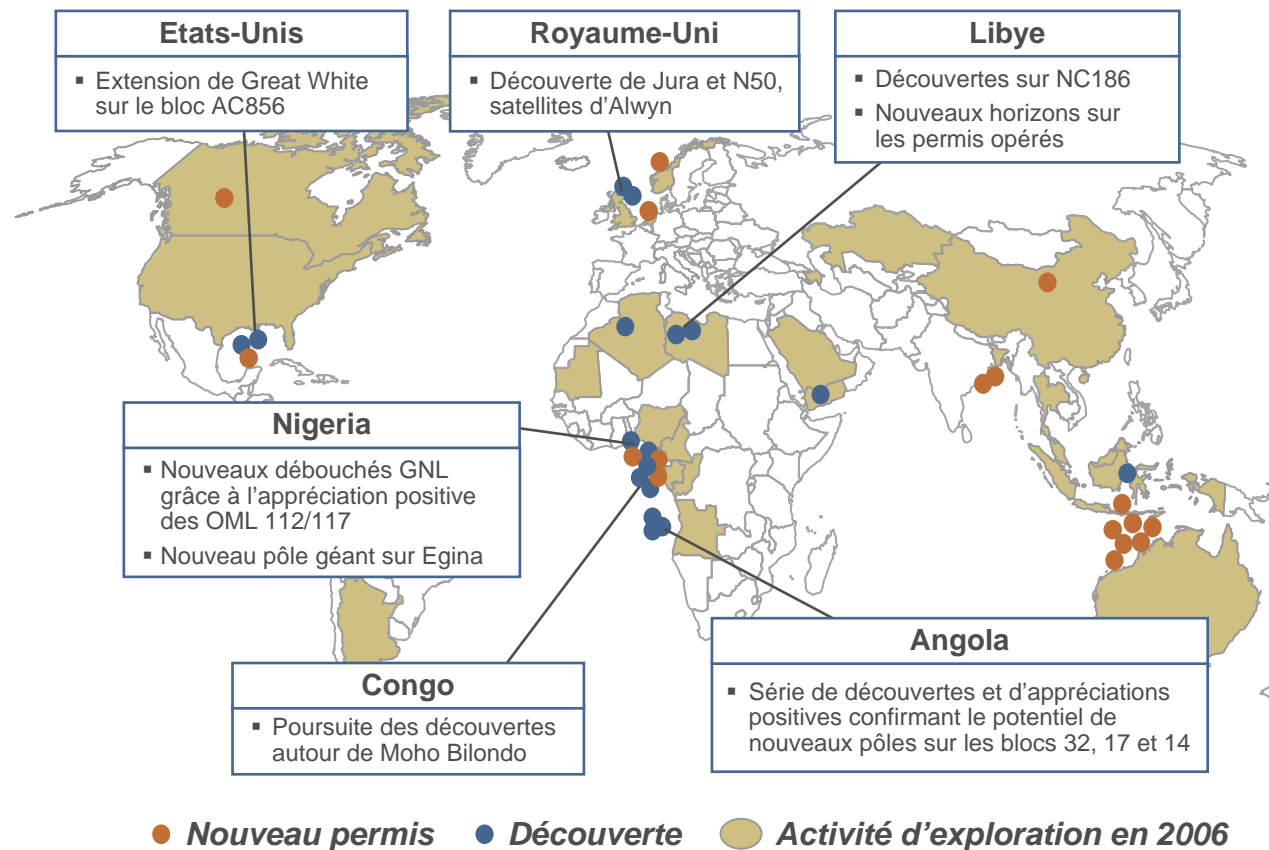 Etats-Unis
▪ Extension de Great White
sur le bloc AC856
Royaume-Uni
▪ Découverte de Jura et N50,
satellites d’Alwyn
Libye
▪ Découvertes sur NC186
▪ Nouveaux horizons sur
les permis opérés
Nigeria
▪ Nouveaux débouchés GNL
grâce à l’appréciation positive
des OML 112/117
▪ Nouveau pôle géant sur Egina
Congo
▪ Poursuite des découvertes
autour de Moho Bilondo
Angola
▪ Série de découvertes et d’appréciations
positives confirmant le potentiel de
nouveaux pôles sur les blocs 32, 17 et 14
Nouveau permis
Découverte
Activité d’exploration en 2006